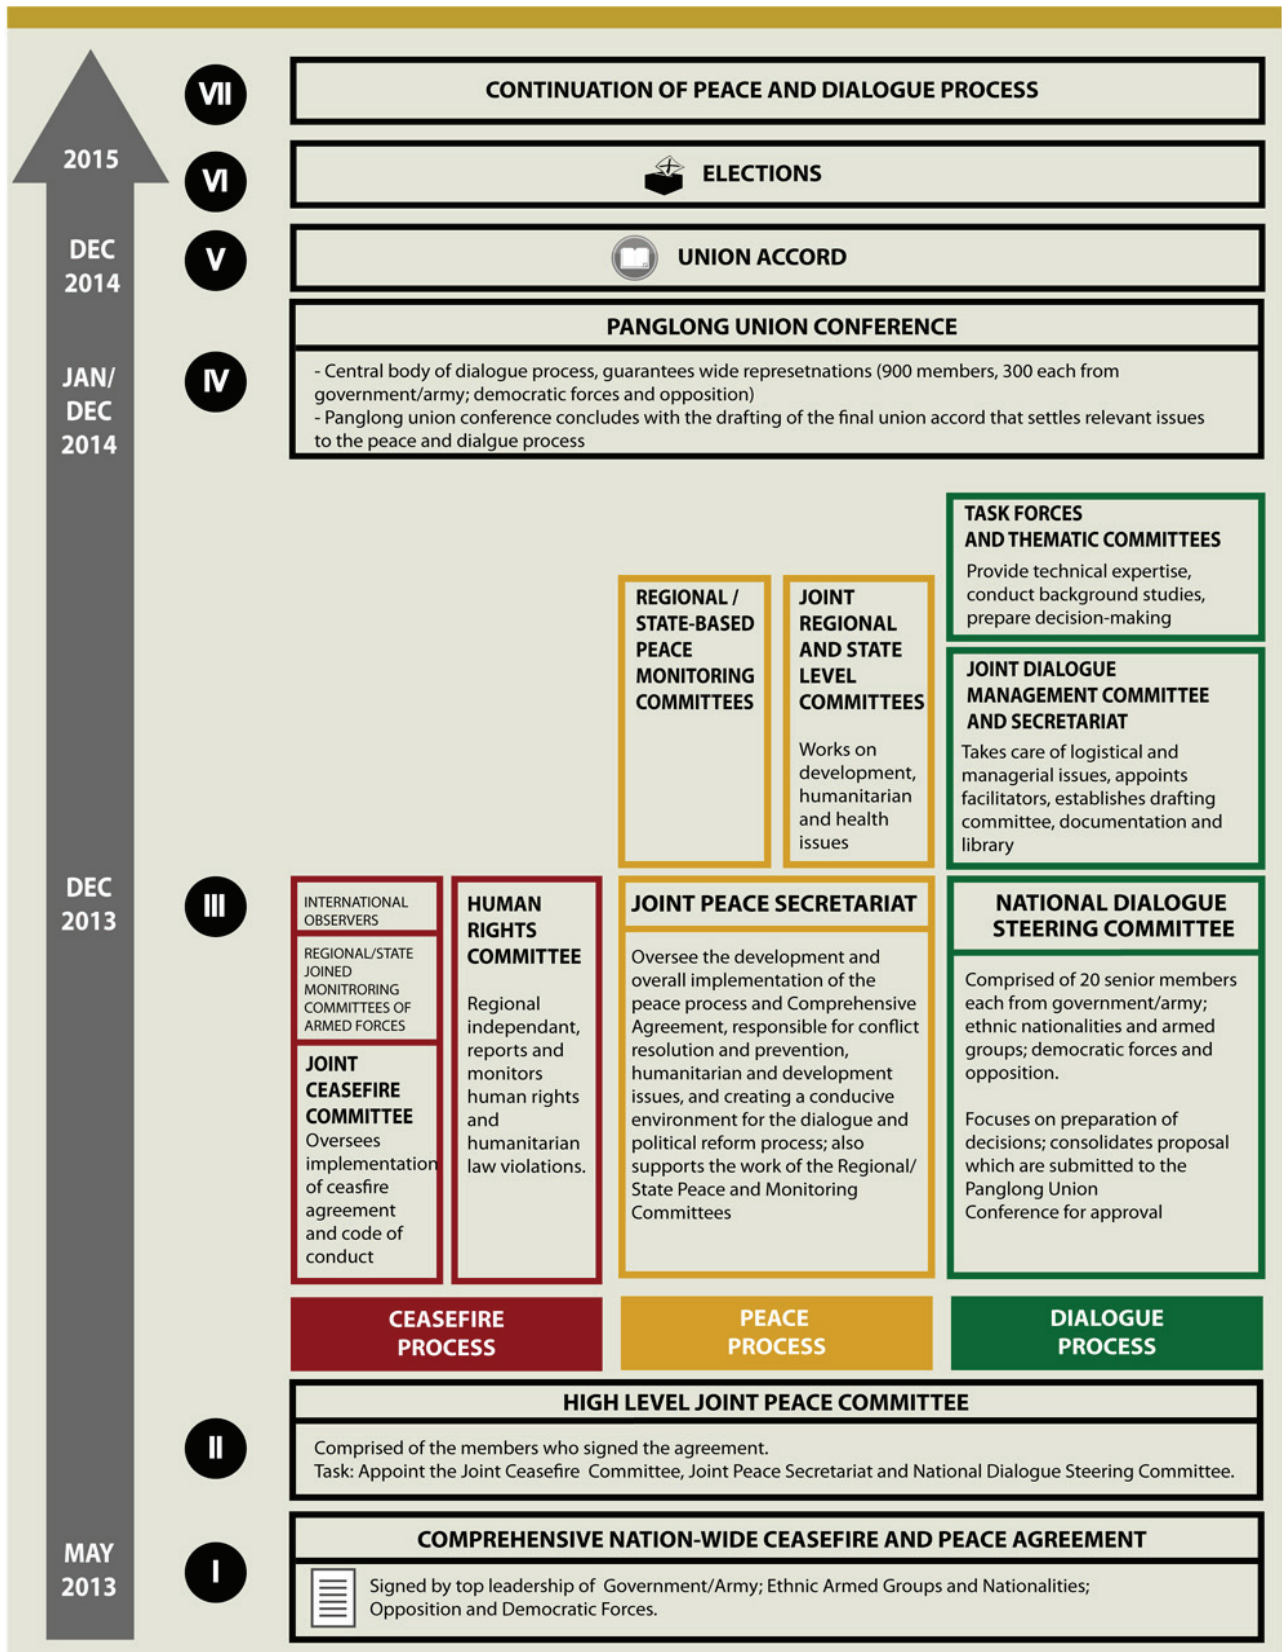 VII
CONTINUATION OF PEACE AND DIALOGUE PROCESS
2015
VI
ELECTIONS
DEC
2014
V
UNION ACCORD
PANGLONG UNION CONFERENCE
JAN/
DEC
2014
IV
- Central body of dialogue process, guarantees wide represetnations (900 members, 300 each from
government/army; democratic forces and opposition)
- Panglong union conference concludes with the drafting of the final union accord that settles relevant issues
to the peace and dialgue process
TASK FORCES
AND THEMATIC COMMITTEES
Provide technical expertise,
conduct background studies,
prepare decision-making
REGIONAL /
STATE-BASED
PEACE
MONITORING
COMMITTEES
JOINT
REGIONAL
AND STATE
LEVEL
COMMITTEES
Works on
development,
humanitarian
and health
issues
JOINT DIALOGUE
MANAGEMENT COMMITTEE
AND SECRETARIAT
Takes care of logistical and
managerial issues, appoints
facilitators, establishes drafting
committee, documentation and
library
DEC
2013
III
INTERNATIONAL
OBSERVERS
REGIONAL/STATE
JOINED
MONITRORING
COMMITTEES OF
ARMED FORCES
JOINT
CEASEFIRE
COMMITTEE
Oversees
implementation
of ceasfire
agreement
and code of
conduct
HUMAN
RIGHTS
COMMITTEE
Regional
independant,
reports and
monitors
human rights
and
humanitarian
law violations.
JOINT PEACE SECRETARIAT
Oversee the development and
overall implementation of the
peace process and Comprehensive
Agreement, responsible for conflict
resolution and prevention,
humanitarian and development
issues, and creating a conducive
environment for the dialogue and
political reform process; also
supports the work of the Regional/
State Peace and Monitoring
Committees
NATIONAL DIALOGUE
STEERING COMMITTEE
Comprised of 20 senior members
each from government/army;
ethnic nationalities and armed
groups; democratic forces and
opposition.
Focuses on preparation of
decisions; consolidates proposal
which are submitted to the
Panglong Union
Conference for approval
CEASEFIRE
PROCESS
PEACE
PROCESS
DIALOGUE
PROCESS
HIGH LEVEL JOINT PEACE COMMITTEE
II
Comprised of the members who signed the agreement.
Task: Appoint the Joint Ceasefire Committee, Joint Peace Secretariat and National Dialogue Steering Committee.
COMPREHENSIVE NATION-WIDE CEASEFIRE AND PEACE AGREEMENT
MAY
2013
I
Signed by top leadership of Government/Army; Ethnic Armed Groups and Nationalities;
Opposition and Democratic Forces.